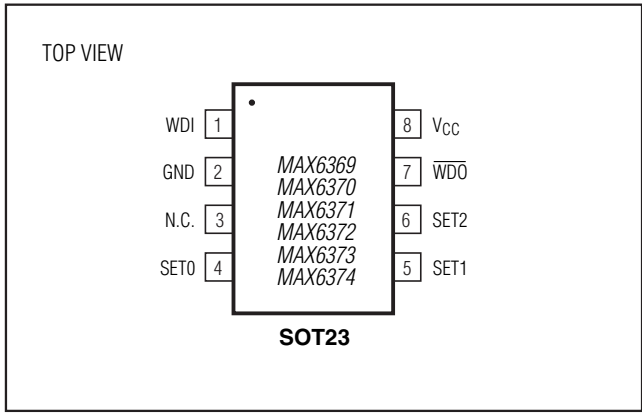 TOP VIEW
WDI 1
GND 2
N.C. 3
SET0 4
MAX6369
MAX6370
MAX6371
MAX6372
MAX6373
MAX6374
8 VCC
7 WDO
6 SET2
5 SET1
SOT23